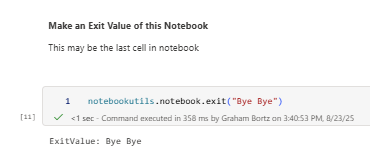 Make an Exit Value of this Notebook
This may be the last cell in notebook
1 notebookutils.notebook.exit("Bye Bye")
[11] <1 sec - Command executed in 358 ms by Graham Bortz on 3:40:53 PM, 8/23/25
ExitValue: Bye Bye